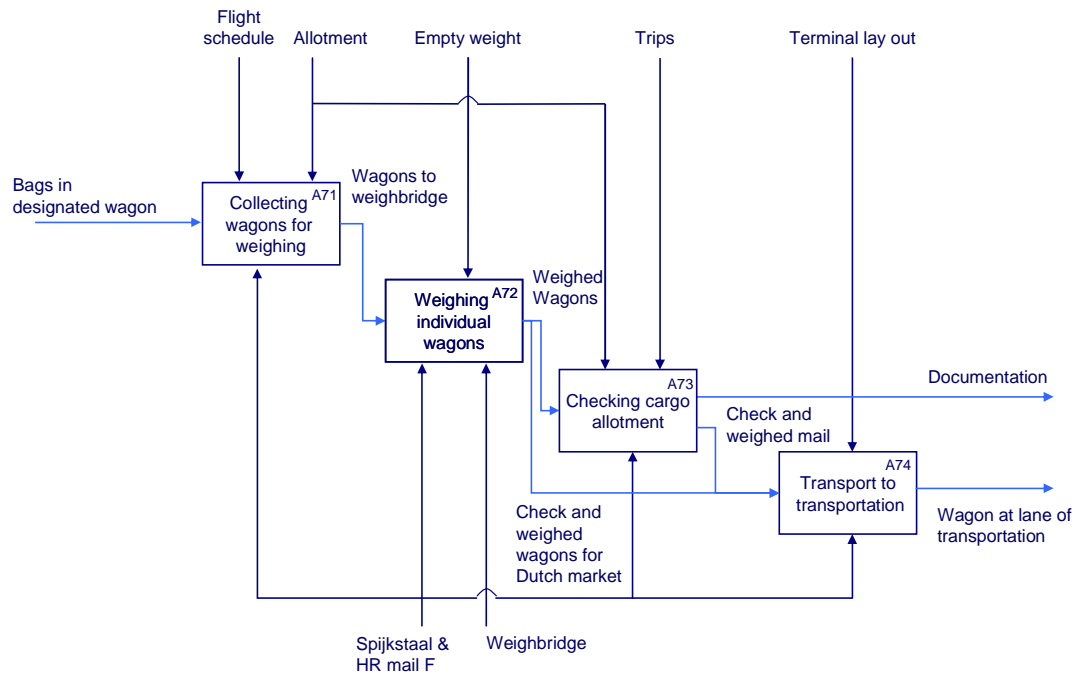 Flight
schedule
Allotment
Empty weight
Trips
Terminal lay out
Bags in
designated wagon
A71
Collecting
wagons for
weighing
Wagons to
weighbridge
A72
Weighing
individual
wagons
Weighed
Wagons
A73
Checking cargo
allotment
Documentation
Check and
weighed mail
A74
Transport to
transportation
Wagon at lane of
transportation
Check and
weighed
wagons for
Dutch market
Spijkstaal &
HR mail F
Weighbridge